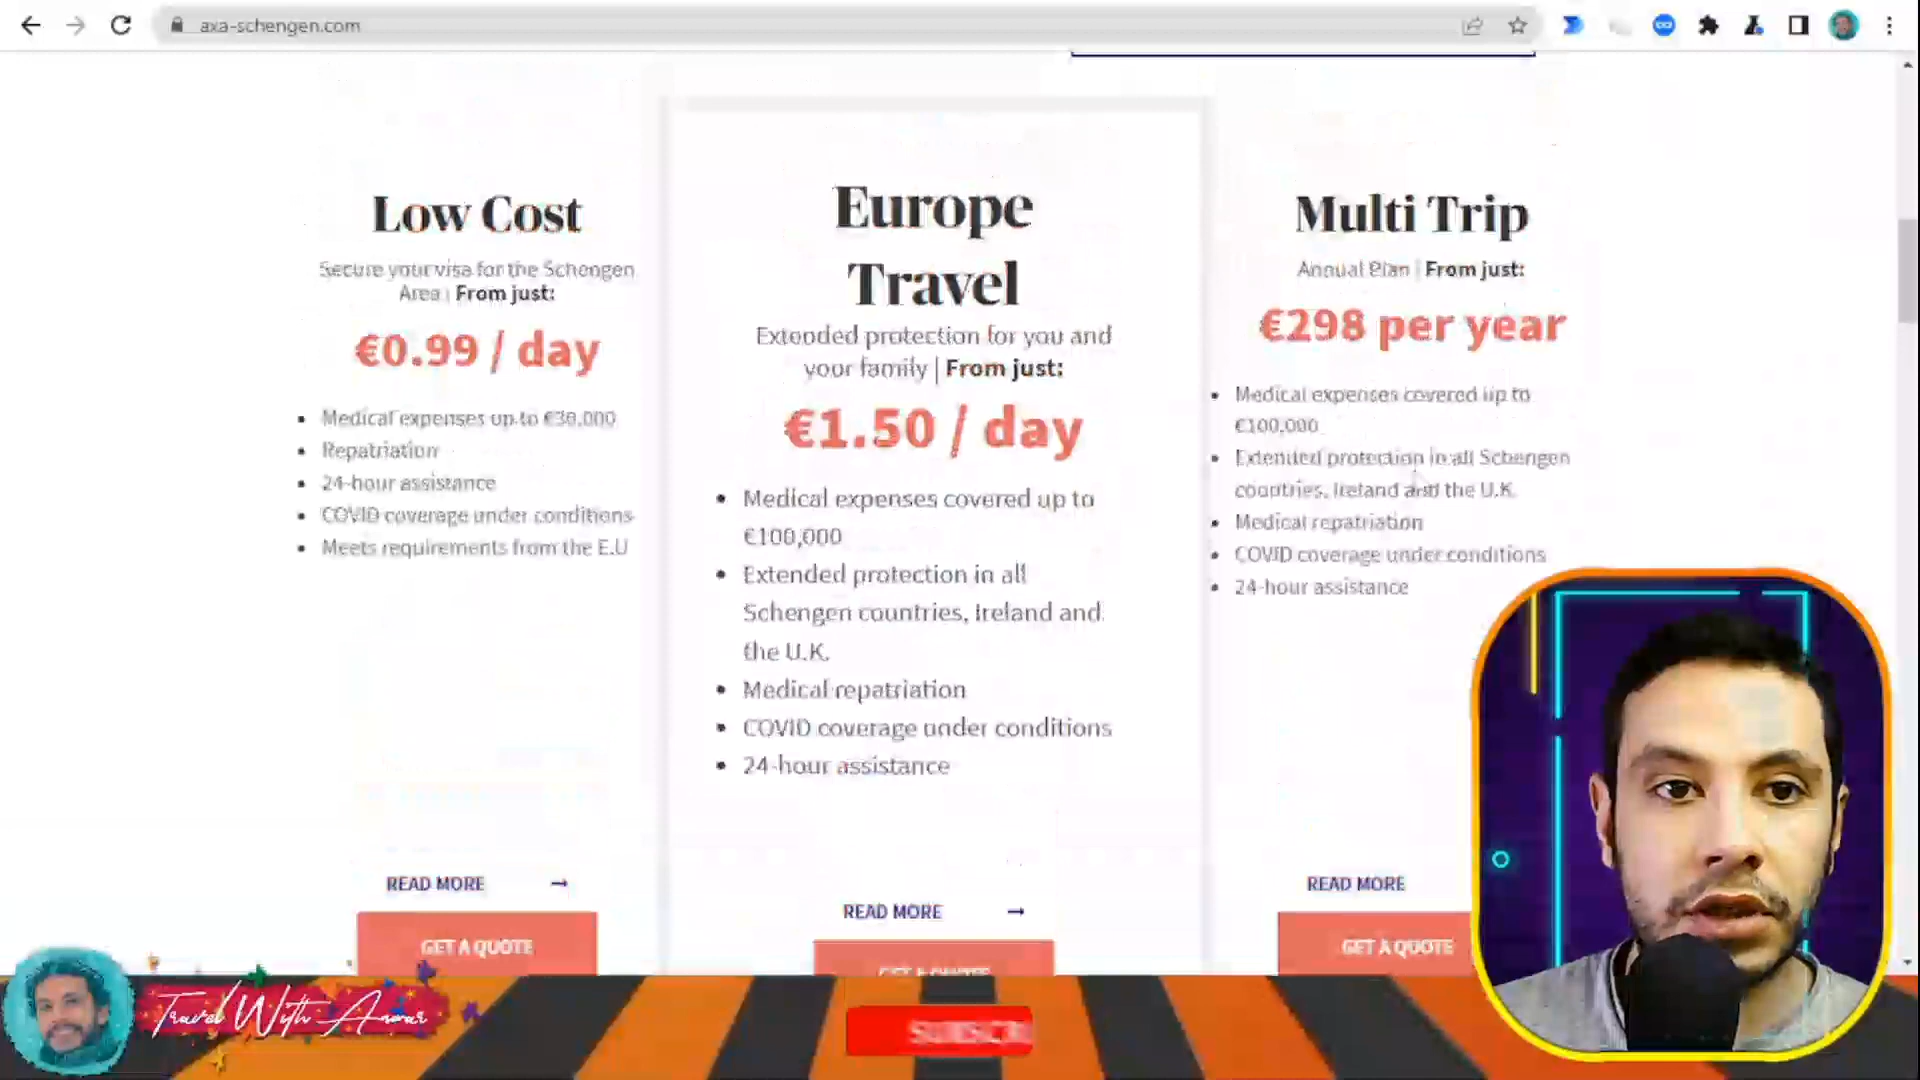 axa-schengen.com
Low Cost
Secure your visa for the Schengen
Area | From just:
€0.99 / day
Medical expenses up to €30,000
Repatriation
24-hour assistance
COVID coverage under conditions
Meets requirements from the E.U
READ MORE →
GET A QUOTE
Europe
Travel
Extended protection for you and
your family | From just:
€1.50 / day
Medical expenses covered up to
€100,000
Extended protection in all
Schengen countries, Ireland and
the U.K.
Medical repatriation
COVID coverage under conditions
24-hour assistance
READ MORE →
GET A QUOTE
Multi Trip
Annual Plan | From just:
€298 per year
Medical expenses covered up to
€100,000
Extended protection in all Schengen
countries, Ireland and the U.K.
Medical repatriation
COVID coverage under conditions
24-hour assistance
READ MORE
GET A QUOTE
Travel With Anwar